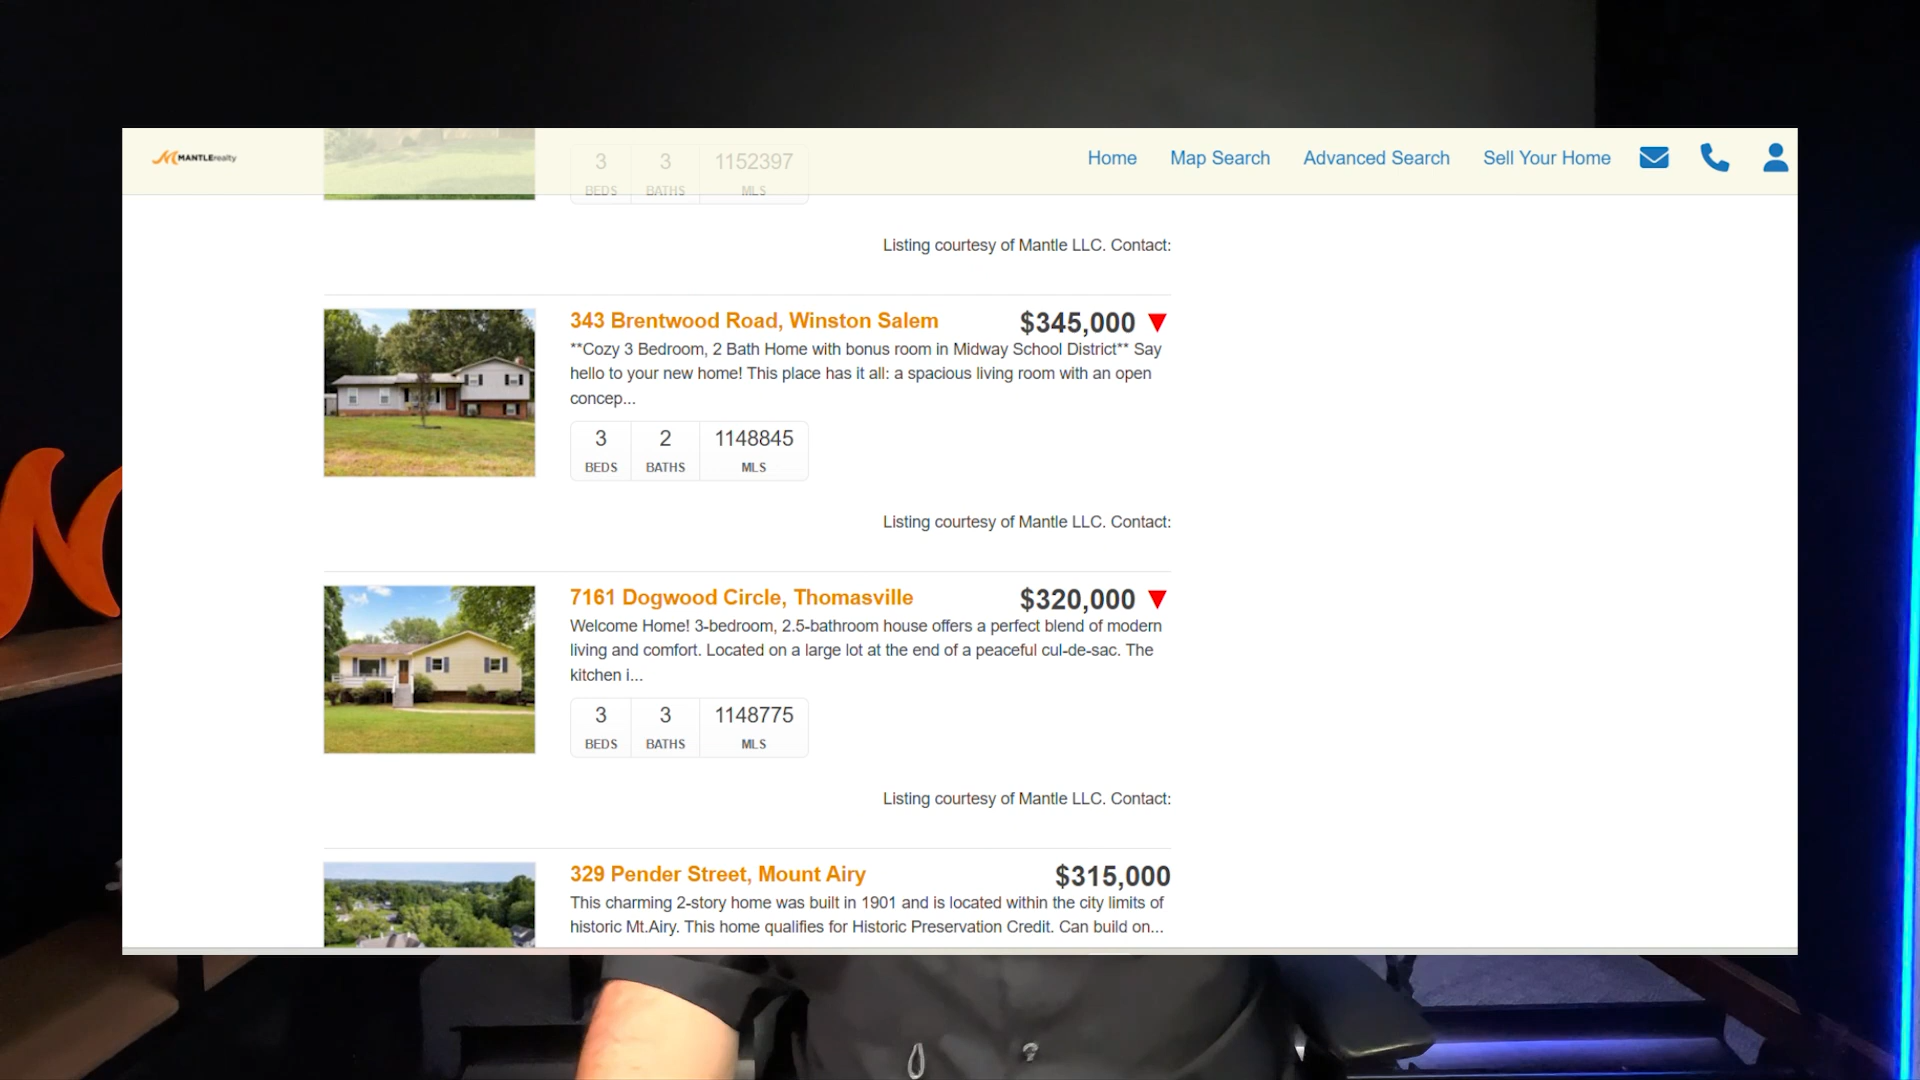 MANTLErealty
Home Map Search Advanced Search Sell Your Home
3 3 1152397
BEDS BATHS MLS
Listing courtesy of Mantle LLC. Contact:
343 Brentwood Road, Winston Salem $345,000
**Cozy 3 Bedroom, 2 Bath Home with bonus room in Midway School District** Say
hello to your new home! This place has it all: a spacious living room with an open
concep...
3 2 1148845
BEDS BATHS MLS
Listing courtesy of Mantle LLC. Contact:
7161 Dogwood Circle, Thomasville $320,000
Welcome Home! 3-bedroom, 2.5-bathroom house offers a perfect blend of modern
living and comfort. Located on a large lot at the end of a peaceful cul-de-sac. The
kitchen i...
3 3 1148775
BEDS BATHS MLS
Listing courtesy of Mantle LLC. Contact:
329 Pender Street, Mount Airy $315,000
This charming 2-story home was built in 1901 and is located within the city limits of
historic Mt.Airy. This home qualifies for Historic Preservation Credit. Can build on...